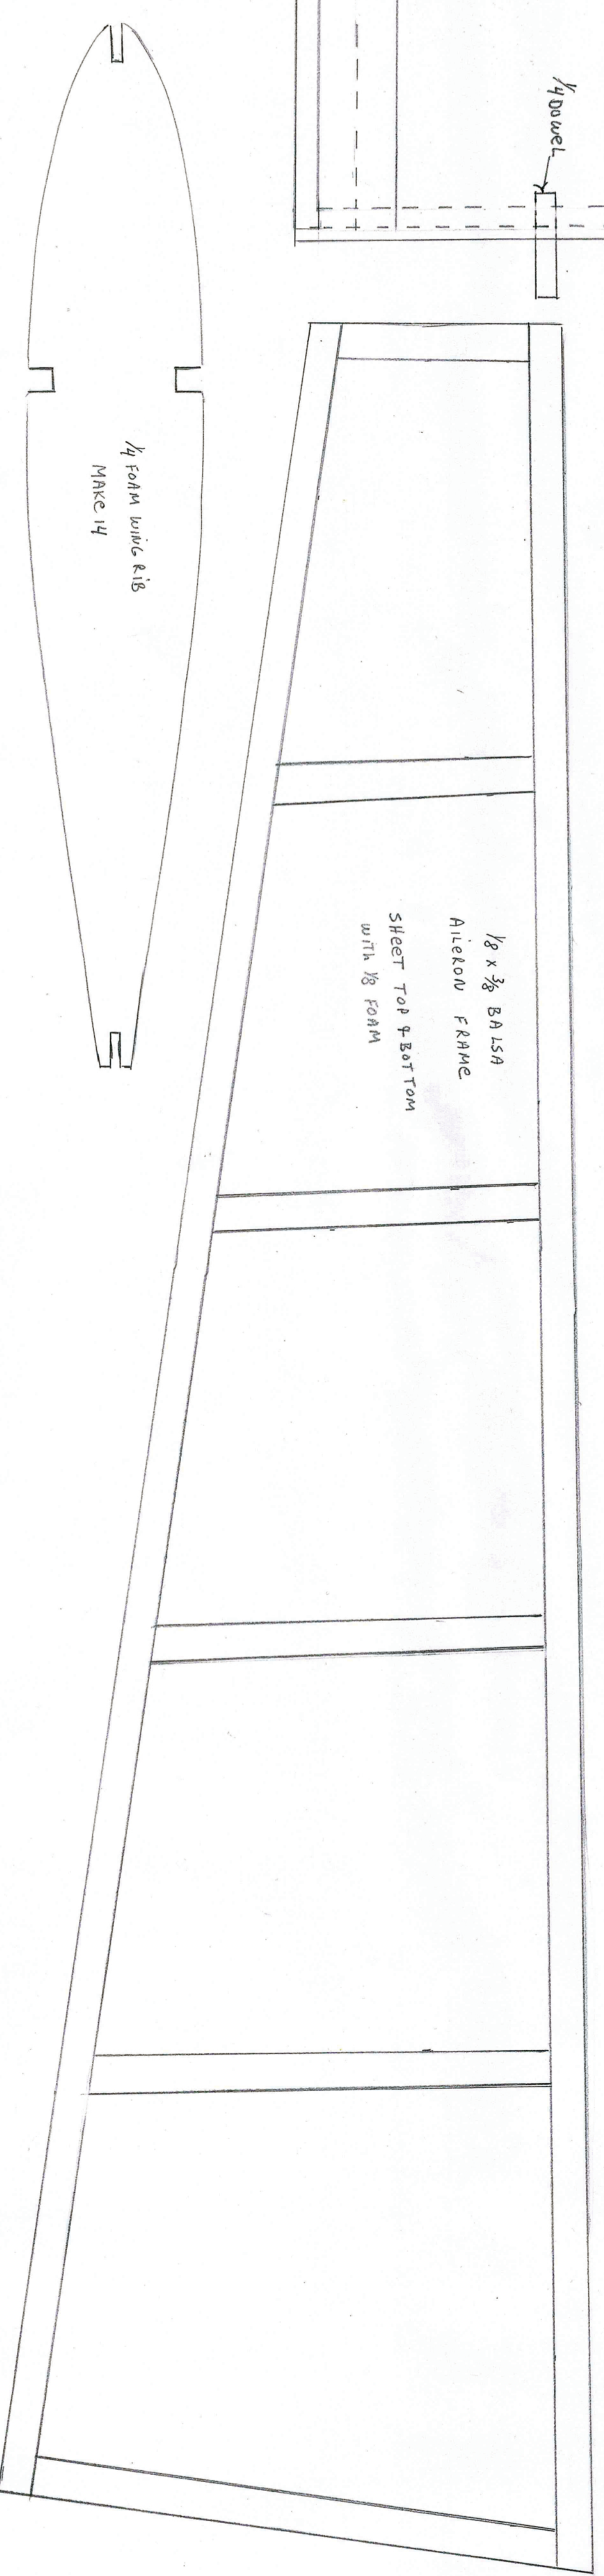 1/4 DOWEL
1/4 FOAM WING RIB
MAKE 14
1/8 x 3/8 BALSA
AILERON FRAME
SHEET TOP & BOTTOM
WITH 1/8 FOAM